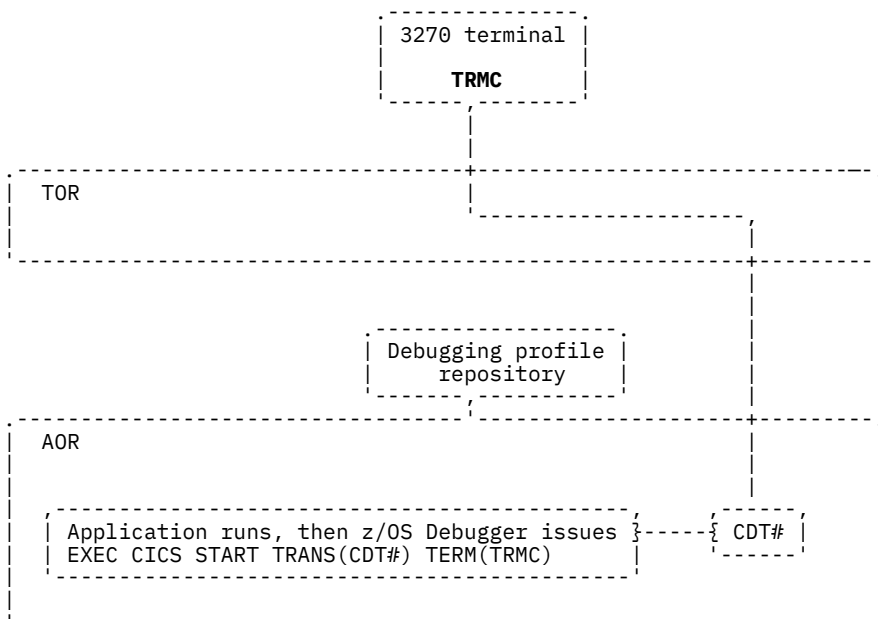 3270 terminal
TRMC
TOR
Debugging profile
repository
AOR
Application runs, then z/OS Debugger issues
EXEC CICS START TRANS(CDT#) TERM(TRMC)
CDT#